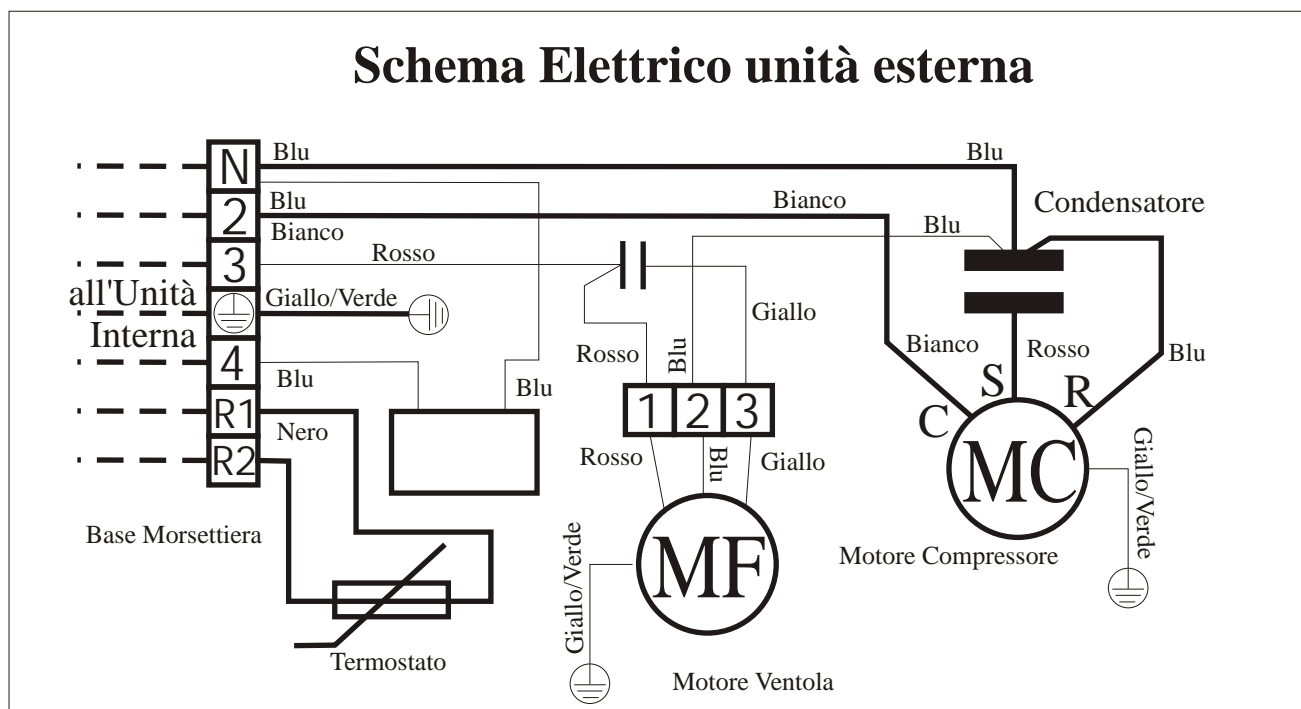 Schema Elettrico unità esterna
N
Blu
Blu
2
Blu
Bianco
Condensatore
Bianco
Blu
3
Rosso
all'Unità
Interna
Giallo/Verde
Giallo
4
Blu
Blu
Rosso
Blu
Bianco
Rosso
Blu
R1
Nero
1
2
3
C
S
R
R2
Rosso
Blu
Giallo
MC
Giallo/Verde
Base Morsettiera
Motore Compressore
MF
Giallo/Verde
Termostato
Motore Ventola